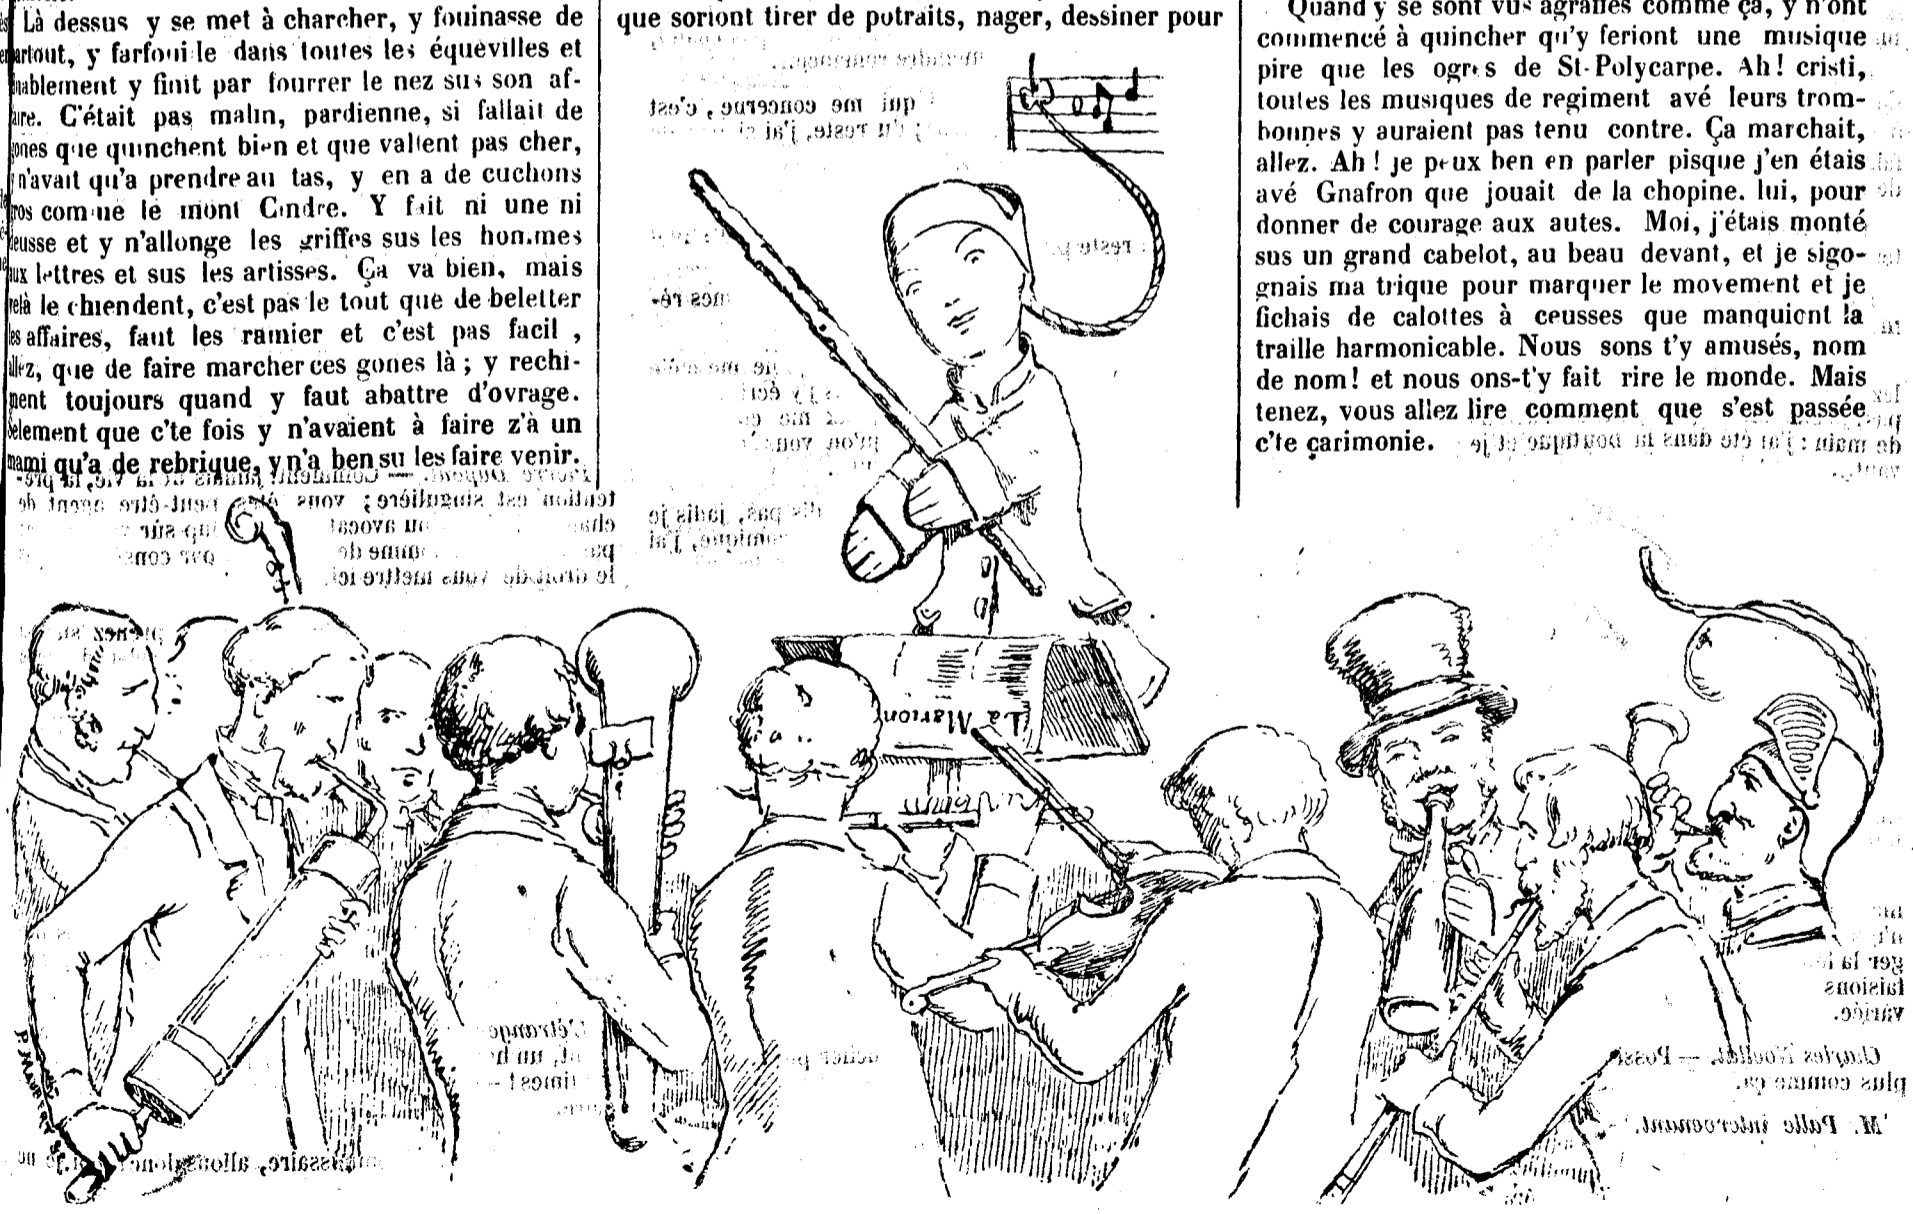 Là dessus y se met à charcher, y fouinasse de
partout, y farfouille dans toutes les équevilles et
finablement y finit par fourrer le nez sus son af-
faire. C'était pas malin, pardienne, si fallait de
gones que quinchent bien et que valient pas cher,
n'avait qu'a prendre au tas, y en a de cuchons
gros comme le mont Cindre. Y fait ni une ni
deusse et y n'allonge les griffes sus les hommes
aux lettres et sus les artisses. Ça va bien, mais
velà le chiendent, c'est pas le tout que de beletter
les affaires, faut les ramier et c'est pas facil ,
allez, que de faire marcher ces gones là ; y rechi-
nent toujours quand y faut abattre d'ovrage.
Selement que c'te fois y n'avaient à faire z'à un
mami qu'a de rebrique, y n'a ben su les faire venir.
que soriont tirer de potraits, nager, dessiner pour
Quand y se sont vus agraffés comme ça, y n'ont
commencé à quincher qu'y feriont une musique
pire que les ogres de St-Polycarpe. Ah! cristi,
toutes les musiques de regiment avé leurs trom-
bonnes y auraient pas tenu contre. Ça marchait,
allez. Ah ! je peux ben en parler pisque j'en étais
avé Gnafron que jouait de la chopine. lui, pour
donner de courage aux autes. Moi, j'étais monté
sus un grand cabelot, au beau devant, et je sigo-
gnais ma trique pour marquer le movement et je
fichais de calottes à ceusses que manquiont la
traille harmonicable. Nous sons t'y amusés, nom
de nom! et nous ons-t'y fait rire le monde. Mais
tenez, vous allez lire comment que s'est passée
c'te çarimonie.
La Marion